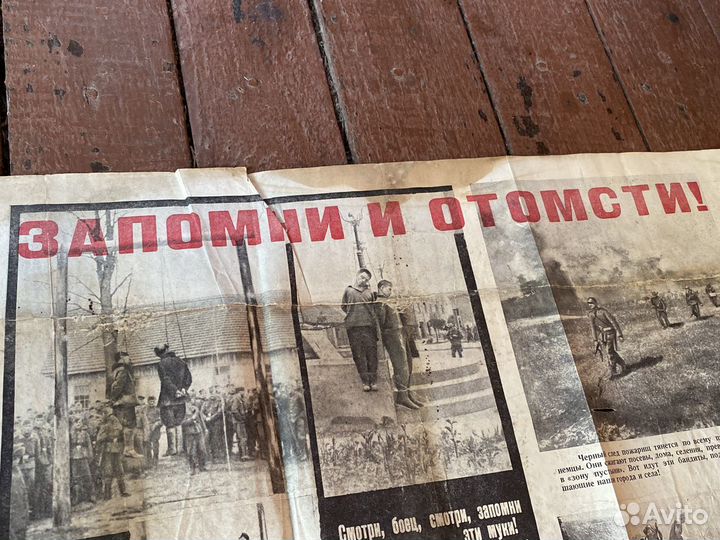 ЗАПОМНИ И ОТОМСТИ!
Смотри, боец, смотри, запомни
эти муки!
Черный след пожарищ тянется по всему
немцы. Они сжигают посевы, дома, селения,
в «зону пустыни». Вот идут эти бандиты,
шающие наши города и села!
Avito